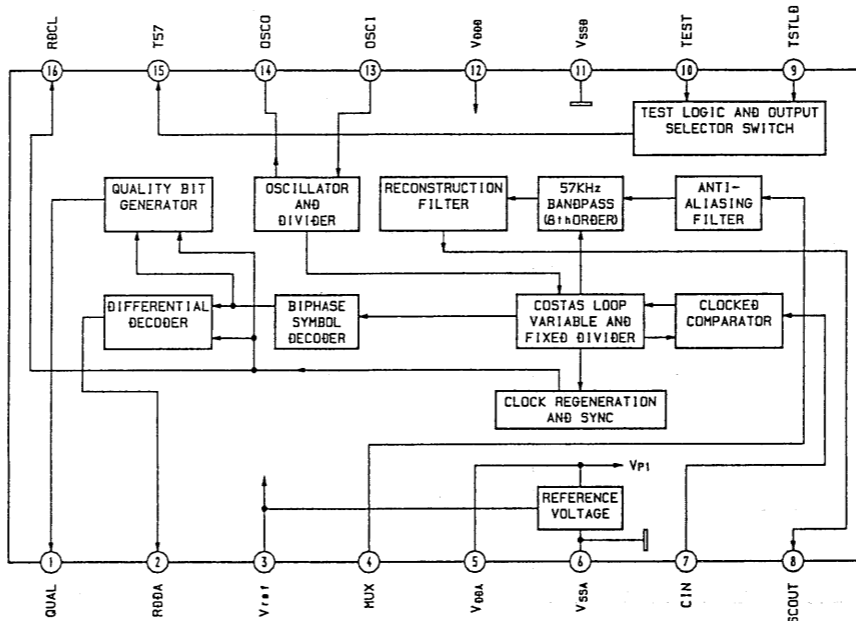 RDCL
T57
OSCO
OSCI
VDDD
VSSD
TEST
TSTLD
16
15
14
13
12
11
10
9
TEST LOGIC AND OUTPUT
SELECTOR SWITCH
QUALITY BIT
GENERATOR
OSCILLATOR
AND
DIVIDER
RECONSTRUCTION
FILTER
57KHz
BANDPASS
(8thORDER)
ANTI-
ALIASING
FILTER
DIFFERENTIAL
DECODER
BIPHASE
SYMBOL
DECODER
COSTAS LOOP
VARIABLE AND
FIXED DIVIDER
CLOCKED
COMPARATOR
CLOCK REGENERATION
AND SYNC
VP1
REFERENCE
VOLTAGE
1
2
3
4
5
6
7
8
QUAL
RDDA
Vref
MUX
VDDA
VSSA
CIN
SCOUT